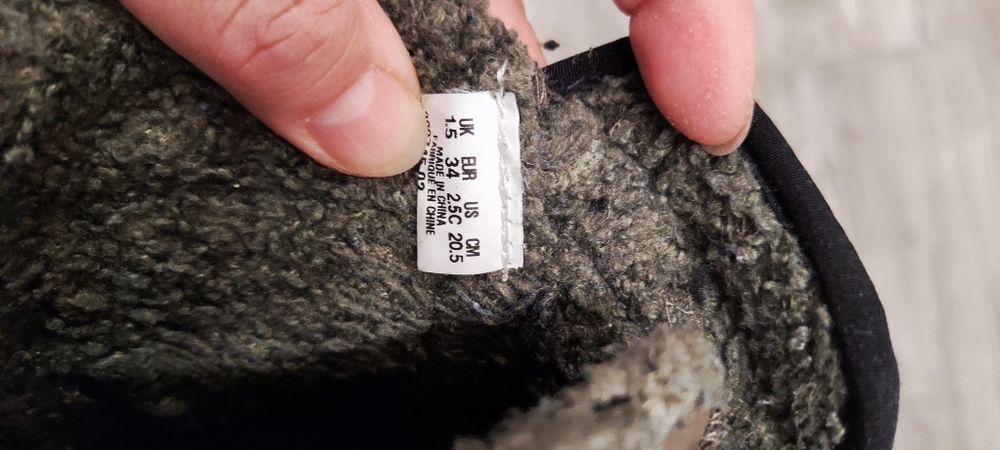 UK EUR US CM
1.5 34 2.5C 20.5
MADE IN CHINA
FABRIQUE EN CHINE